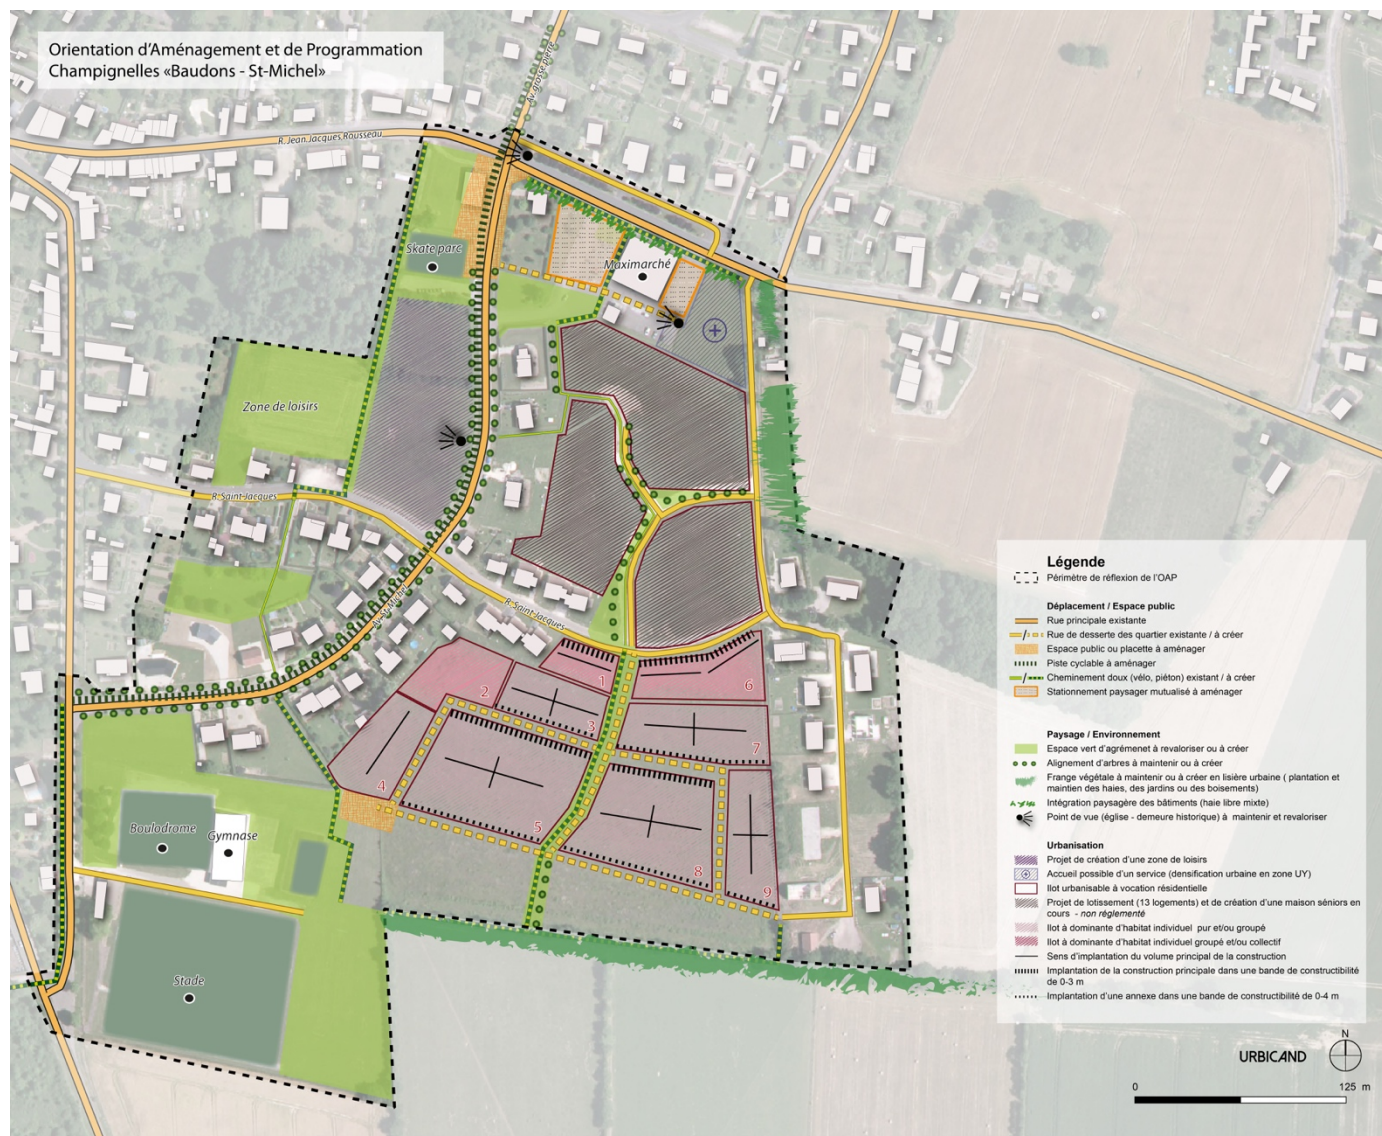 Orientation d'Aménagement et de Programmation
Champignelles «Baudons - St-Michel»
Av. grosse pierre
R. Jean Jacques Rousseau
Skate parc
Maximarché
Zone de loisirs
R. Saint-Jacques
Av. St-Michel
R. Saint-Jacques
1
2
3
4
5
6
7
8
9
Boulodrome
Gymnase
Stade
Légende
Périmètre de réflexion de l'OAP
Déplacement / Espace public
Rue principale existante
Rue de desserte des quartier existante / à créer
Espace public ou placette à aménager
Piste cyclable à aménager
Cheminement doux (vélo, piéton) existant / à créer
Stationnement paysager mutualisé à aménager
Paysage / Environnement
Espace vert d'agrémenet à revaloriser ou à créer
Alignement d'arbres à maintenir ou à créer
Frange végétale à maintenir ou à créer en lisière urbaine ( plantation et
maintien des haies, des jardins ou des boisements)
Intégration paysagère des bâtiments (haie libre mixte)
Point de vue (église - demeure historique) à maintenir et revaloriser
Urbanisation
Projet de création d'une zone de loisirs
Accueil possible d'un service (densification urbaine en zone UY)
Ilot urbanisable à vocation résidentielle
Projet de lotissement (13 logements) et de création d'une maison séniors en
cours - non réglementé
Ilot à dominante d'habitat individuel pur et/ou groupé
Ilot à dominante d'habitat individuel groupé et/ou collectif
Sens d'implantation du volume principal de la construction
Implantation de la construction principale dans une bande de constructibilité
de 0-3 m
Implantation d'une annexe dans une bande de constructibilité de 0-4 m
URBICAND
N
0 125 m